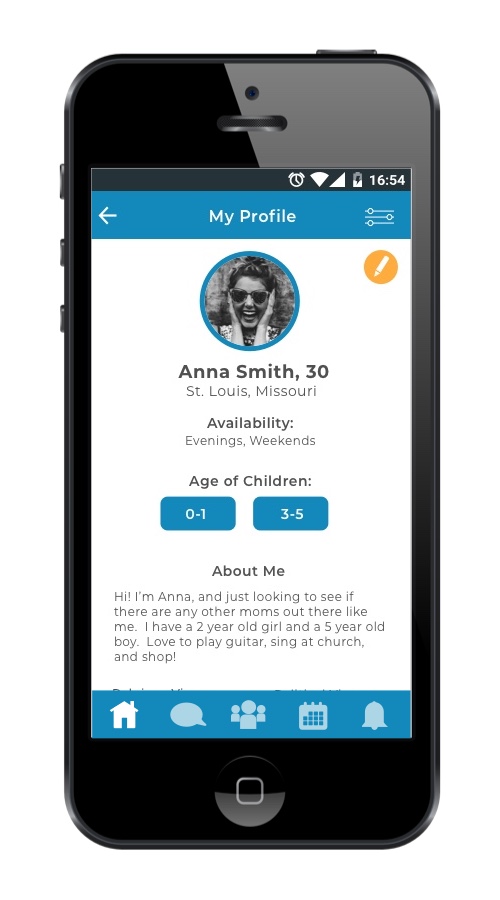 16:54
My Profile
Anna Smith, 30
St. Louis, Missouri
Availability:
Evenings, Weekends
Age of Children:
0-1 3-5
About Me
Hi! I'm Anna, and just looking to see if
there are any other moms out there like
me. I have a 2 year old girl and a 5 year old
boy. Love to play guitar, sing at church,
and shop!